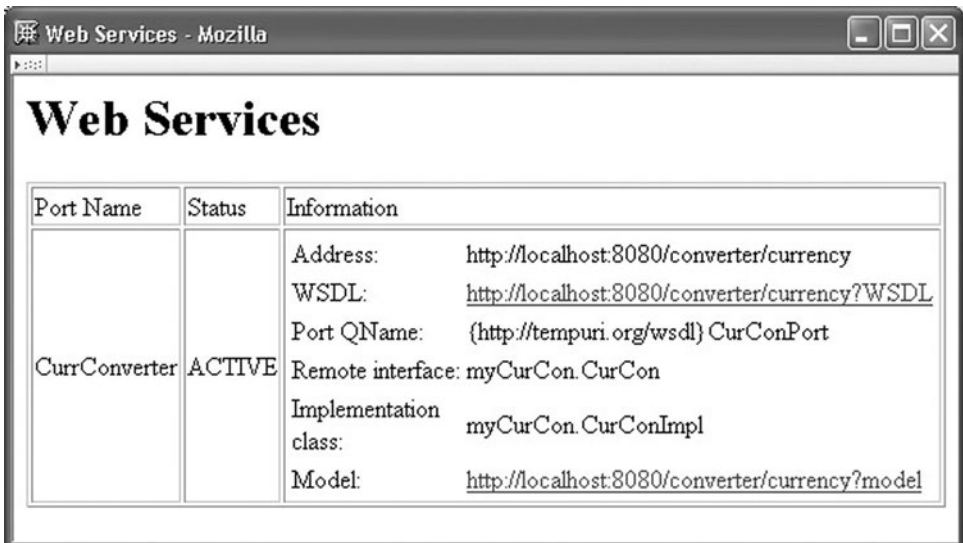 Web Services - Mozilla
Web Services
Port Name Status Information
CurrConverter ACTIVE
Address: http://localhost:8080/converter/currency
WSDL: http://localhost:8080/converter/currency?WSDL
Port QName: {http://tempuri.org/wsdl}CurConPort
Remote interface: myCurCon.CurCon
Implementation
class: myCurCon.CurConImpl
Model: http://localhost:8080/converter/currency?model